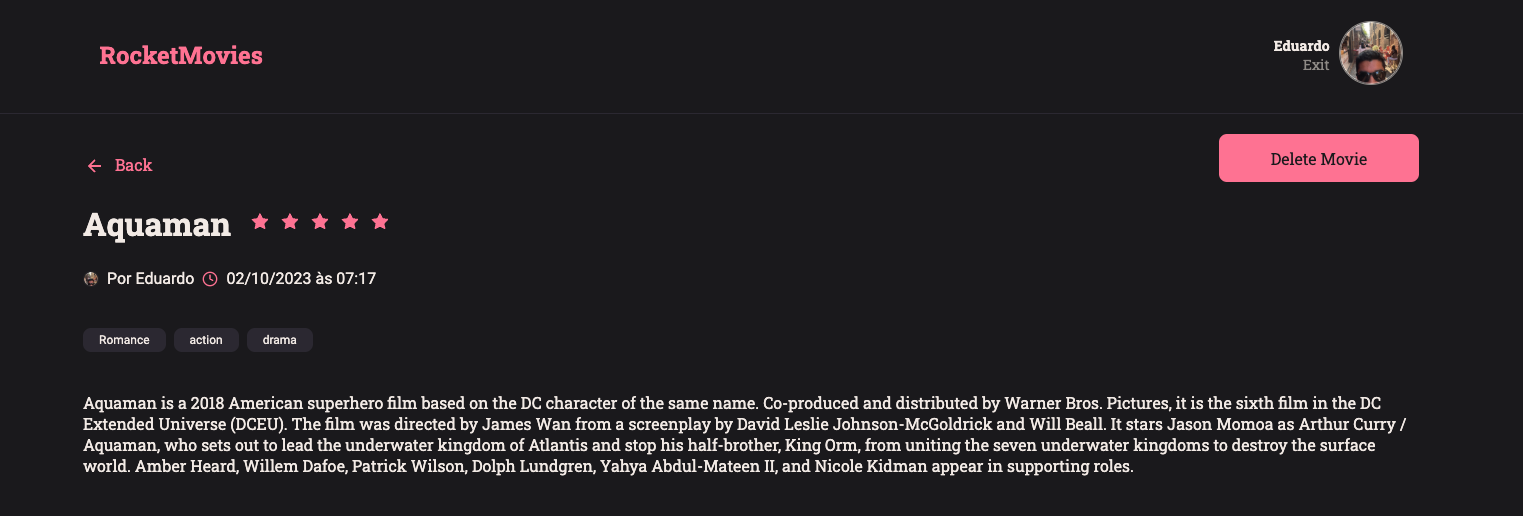 RocketMovies
Eduardo
Exit
Back
Delete Movie
Aquaman
Por Eduardo 02/10/2023 às 07:17
Romance action drama
Aquaman is a 2018 American superhero film based on the DC character of the same name. Co-produced and distributed by Warner Bros. Pictures, it is the sixth film in the DC
Extended Universe (DCEU). The film was directed by James Wan from a screenplay by David Leslie Johnson-McGoldrick and Will Beall. It stars Jason Momoa as Arthur Curry /
Aquaman, who sets out to lead the underwater kingdom of Atlantis and stop his half-brother, King Orm, from uniting the seven underwater kingdoms to destroy the surface
world. Amber Heard, Willem Dafoe, Patrick Wilson, Dolph Lundgren, Yahya Abdul-Mateen II, and Nicole Kidman appear in supporting roles.